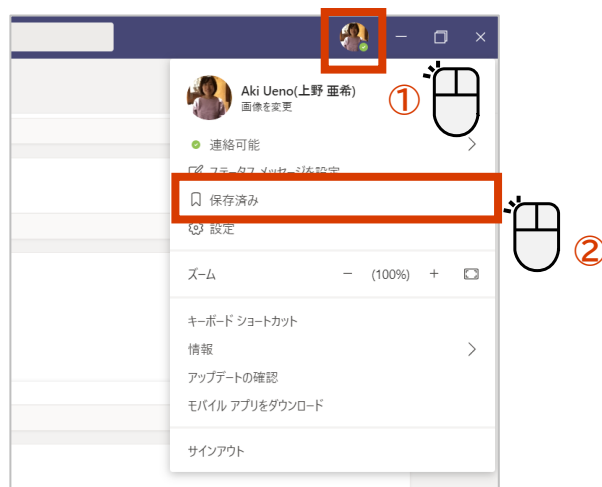 Aki Ueno(上野 亜希)
画像を変更
①
連絡可能
ステータス メッセージを設定
保存済み
設定
②
ズーム － (100%) ＋
キーボード ショートカット
情報
アップデートの確認
モバイル アプリをダウンロード
サインアウト